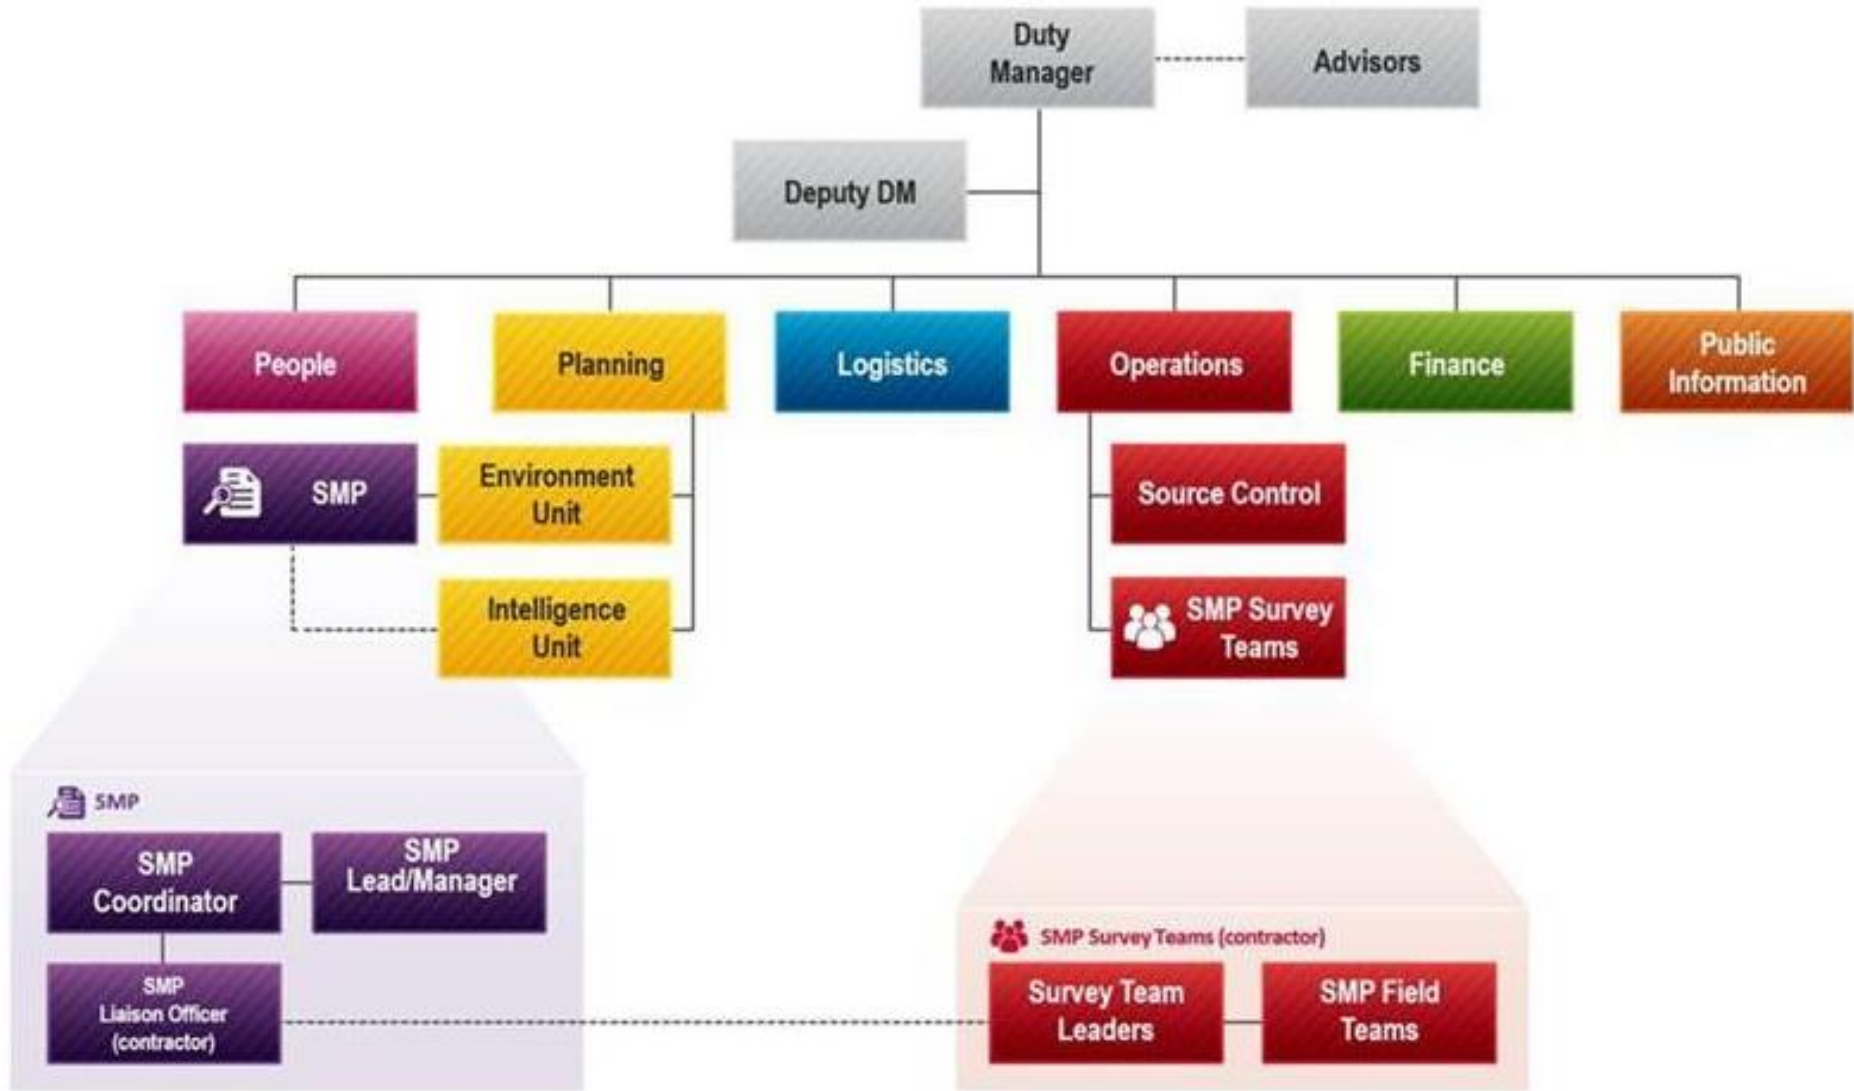 Duty
Manager
Advisors
Deputy DM
People
Planning
Logistics
Operations
Finance
Public
Information
SMP
Environment
Unit
Source Control
Intelligence
Unit
SMP Survey
Teams
SMP
SMP
Coordinator
SMP
Lead/Manager
SMP
Liaison Officer
(contractor)
SMP Survey Teams (contractor)
Survey Team
Leaders
SMP Field
Teams